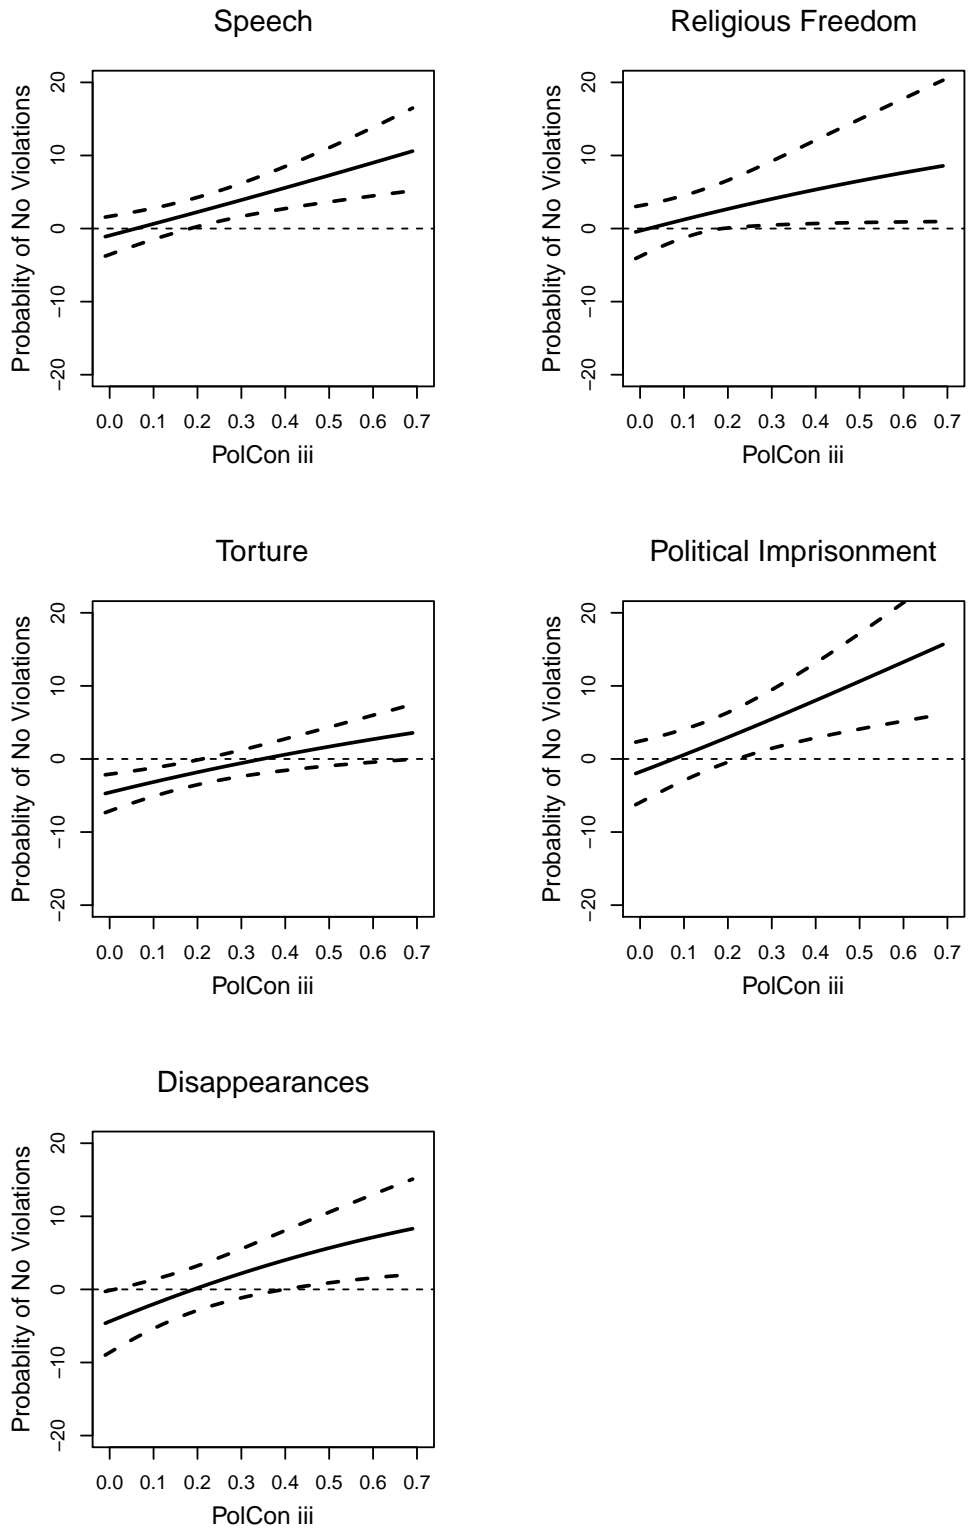 Speech
Probablity of No Violations
20
10
0
−10
−20
0.0 0.1 0.2 0.3 0.4 0.5 0.6 0.7
PolCon iii
Religious Freedom
Probablity of No Violations
20
10
0
−10
−20
0.0 0.1 0.2 0.3 0.4 0.5 0.6 0.7
PolCon iii
Torture
Probablity of No Violations
20
10
0
−10
−20
0.0 0.1 0.2 0.3 0.4 0.5 0.6 0.7
PolCon iii
Political Imprisonment
Probablity of No Violations
20
10
0
−10
−20
0.0 0.1 0.2 0.3 0.4 0.5 0.6 0.7
PolCon iii
Disappearances
Probablity of No Violations
20
10
0
−10
−20
0.0 0.1 0.2 0.3 0.4 0.5 0.6 0.7
PolCon iii